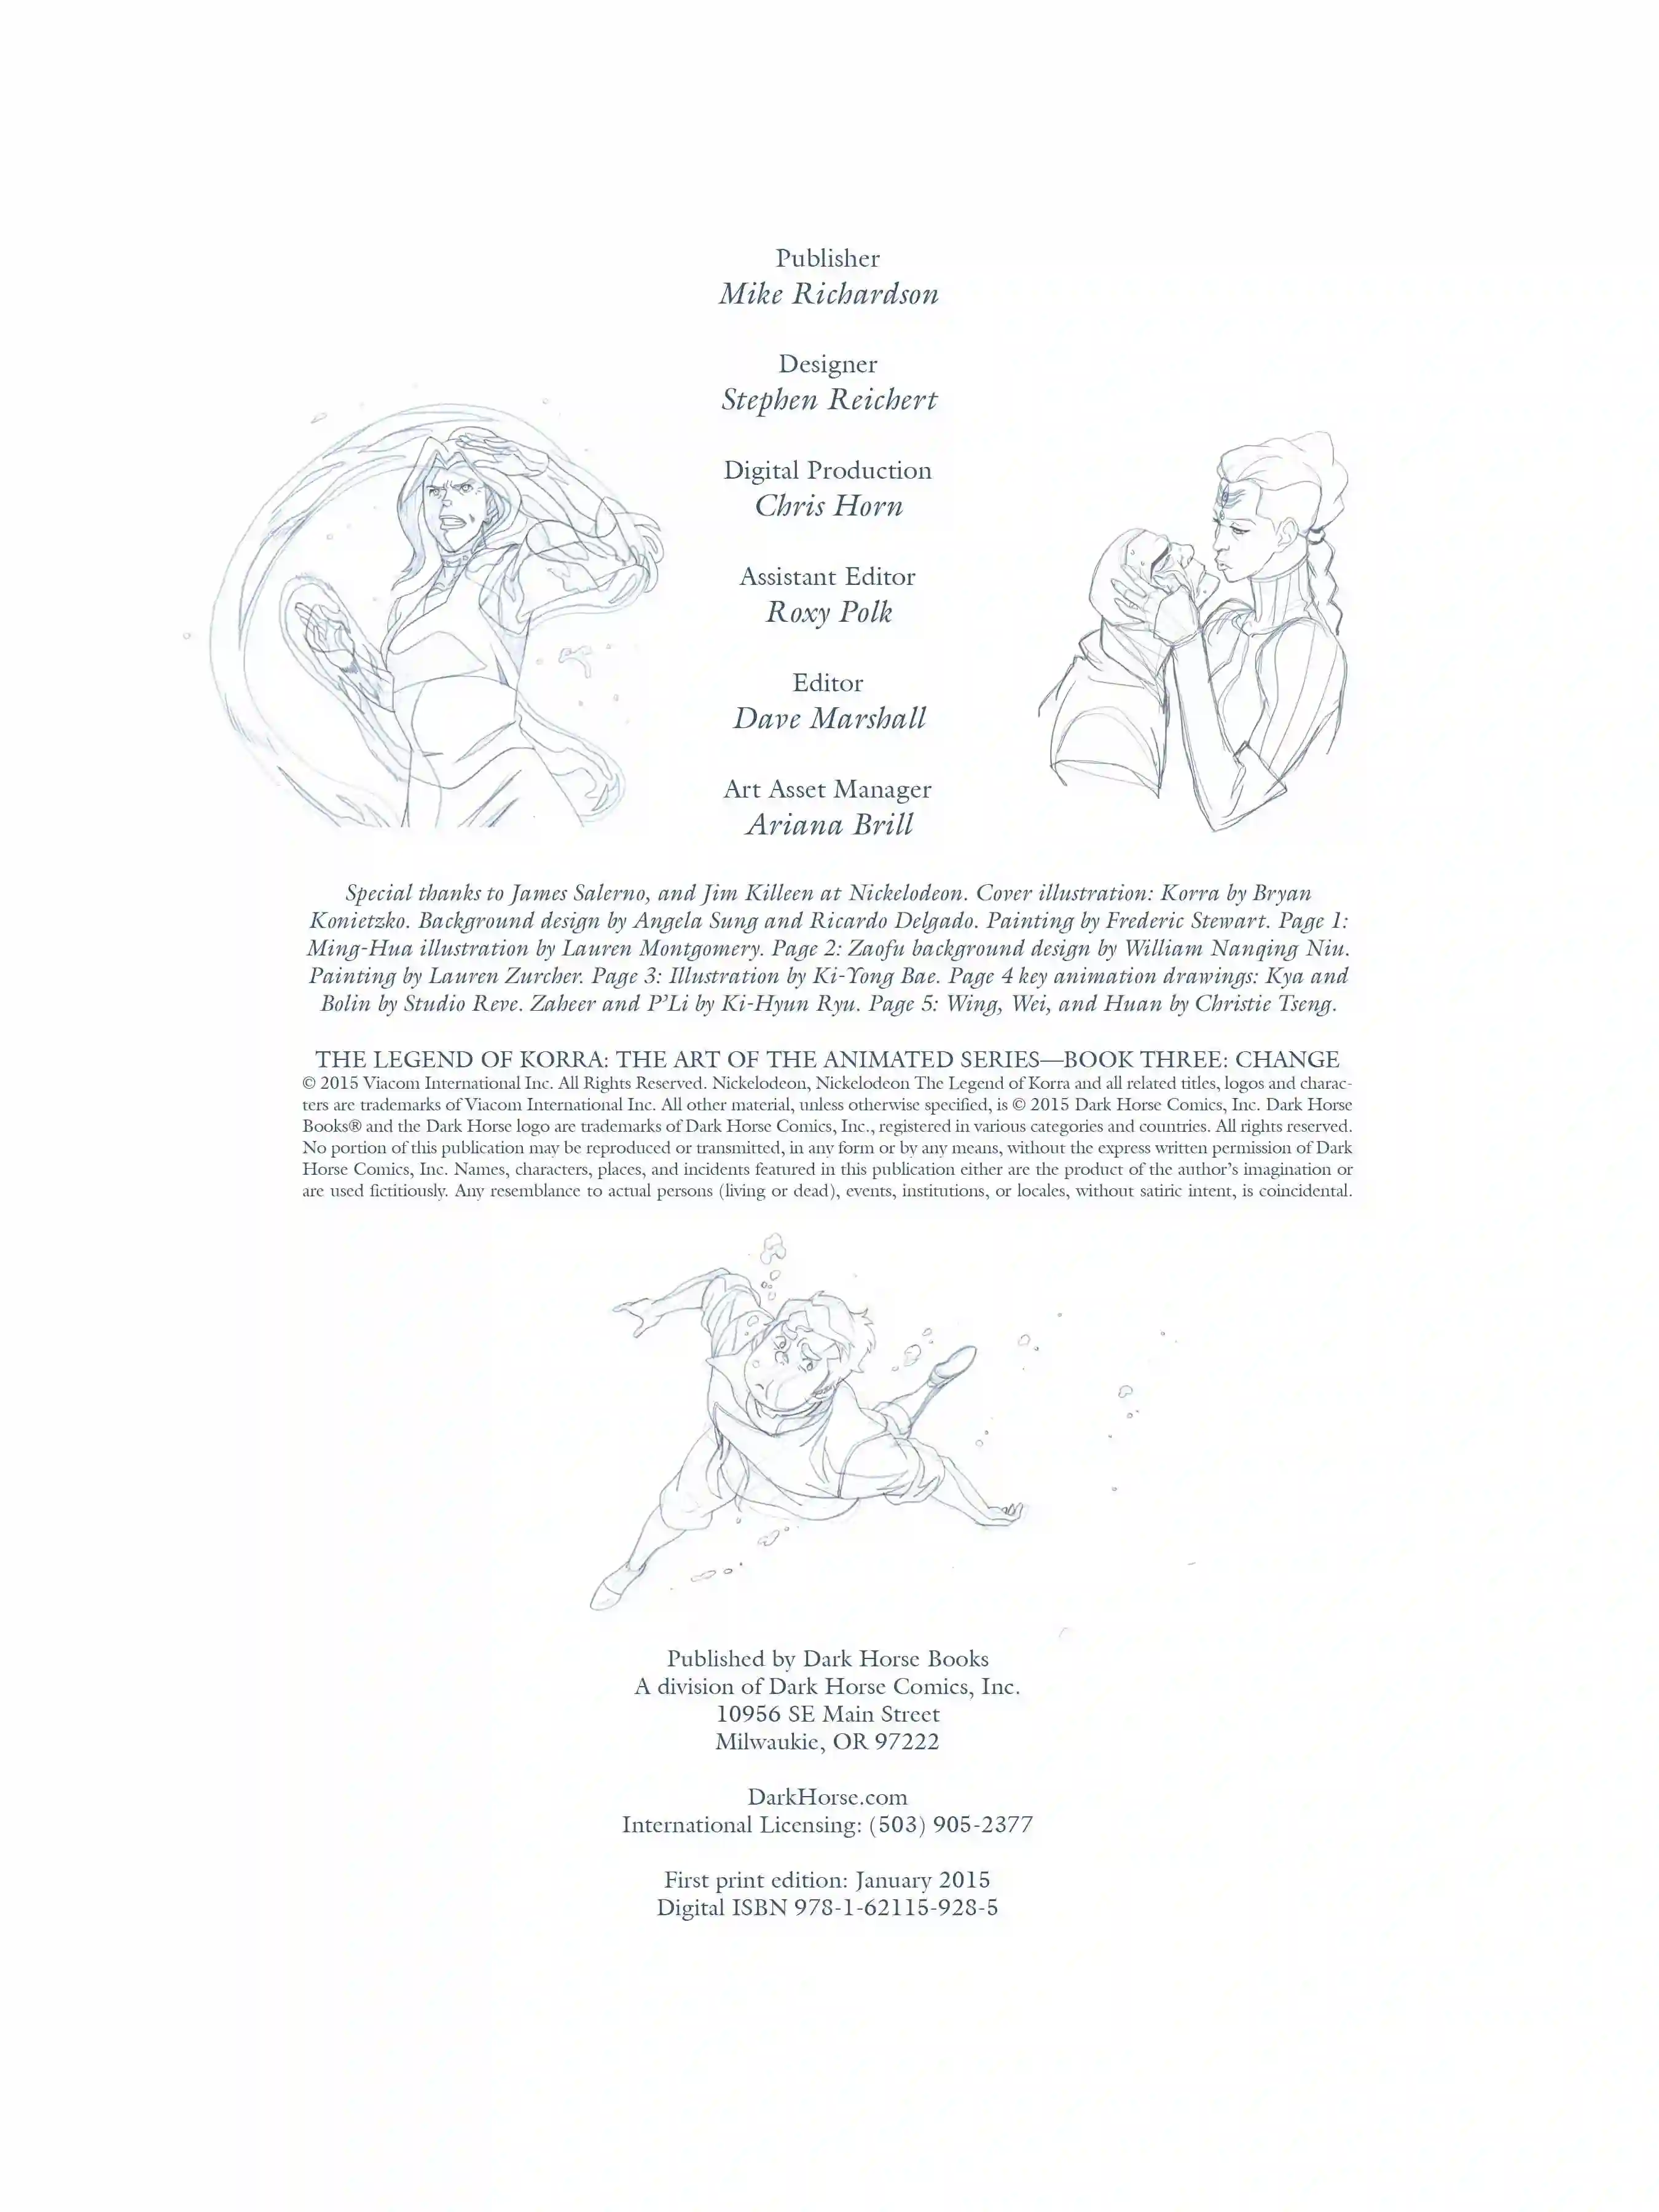 Publisher
Mike Richardson
Designer
Stephen Reichert
Digital Production
Chris Horn
Assistant Editor
Roxy Polk
Editor
Dave Marshall
Art Asset Manager
Ariana Brill
Special thanks to James Salerno, and Jim Killeen at Nickelodeon. Cover illustration: Korra by Bryan
Konietzko. Background design by Angela Sung and Ricardo Delgado. Painting by Frederic Stewart. Page 1:
Ming-Hua illustration by Lauren Montgomery. Page 2: Zaofu background design by William Nanqing Niu.
Painting by Lauren Zurcher. Page 3: Illustration by Ki-Yong Bae. Page 4 key animation drawings: Kya and
Bolin by Studio Reve. Zaheer and P’Li by Ki-Hyun Ryu. Page 5: Wing, Wei, and Huan by Christie Tseng.
THE LEGEND OF KORRA: THE ART OF THE ANIMATED SERIES—BOOK THREE: CHANGE
© 2015 Viacom International Inc. All Rights Reserved. Nickelodeon, Nickelodeon The Legend of Korra and all related titles, logos and charac-
ters are trademarks of Viacom International Inc. All other material, unless otherwise specified, is © 2015 Dark Horse Comics, Inc. Dark Horse
Books® and the Dark Horse logo are trademarks of Dark Horse Comics, Inc., registered in various categories and countries. All rights reserved.
No portion of this publication may be reproduced or transmitted, in any form or by any means, without the express written permission of Dark
Horse Comics, Inc. Names, characters, places, and incidents featured in this publication either are the product of the author’s imagination or
are used fictitiously. Any resemblance to actual persons (living or dead), events, institutions, or locales, without satiric intent, is coincidental.
Published by Dark Horse Books
A division of Dark Horse Comics, Inc.
10956 SE Main Street
Milwaukie, OR 97222
DarkHorse.com
International Licensing: (503) 905-2377
First print edition: January 2015
Digital ISBN 978-1-62115-928-5